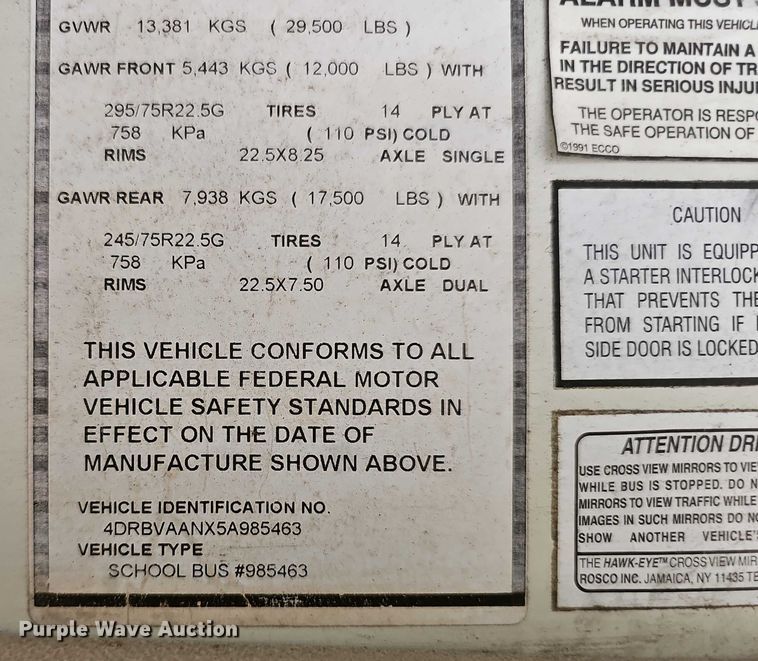 GVWR 13,381 KGS ( 29,500 LBS )
GAWR FRONT 5,443 KGS ( 12,000 LBS ) WITH
295/75R22.5G TIRES 14 PLY AT
758 KPa ( 110 PSI) COLD
RIMS 22.5X8.25 AXLE SINGLE
GAWR REAR 7,938 KGS ( 17,500 LBS ) WITH
245/75R22.5G TIRES 14 PLY AT
758 KPa ( 110 PSI) COLD
RIMS 22.5X7.50 AXLE DUAL
THIS VEHICLE CONFORMS TO ALL
APPLICABLE FEDERAL MOTOR
VEHICLE SAFETY STANDARDS IN
EFFECT ON THE DATE OF
MANUFACTURE SHOWN ABOVE.
VEHICLE IDENTIFICATION NO.
4DRBVAANX5A985463
VEHICLE TYPE
SCHOOL BUS #985463
ALARM MUST
WHEN OPERATING THIS VEHICL
FAILURE TO MAINTAIN A
IN THE DIRECTION OF TR
RESULT IN SERIOUS INJU
THE OPERATOR IS RESP
THE SAFE OPERATION OF
©1991 ECCO
CAUTION
THIS UNIT IS EQUIPP
A STARTER INTERLOCK
THAT PREVENTS THE
FROM STARTING IF
SIDE DOOR IS LOCKED
ATTENTION DRI
USE CROSS VIEW MIRRORS TO VIE
WHILE BUS IS STOPPED. DO N
MIRRORS TO VIEW TRAFFIC WHILE
IMAGES IN SUCH MIRRORS DO NO
SHOW ANOTHER VEHICLE'
THE HAWK-EYE™ CROSS VIEW MIR
ROSCO INC. JAMAICA, NY 11435 TE
Purple Wave Auction